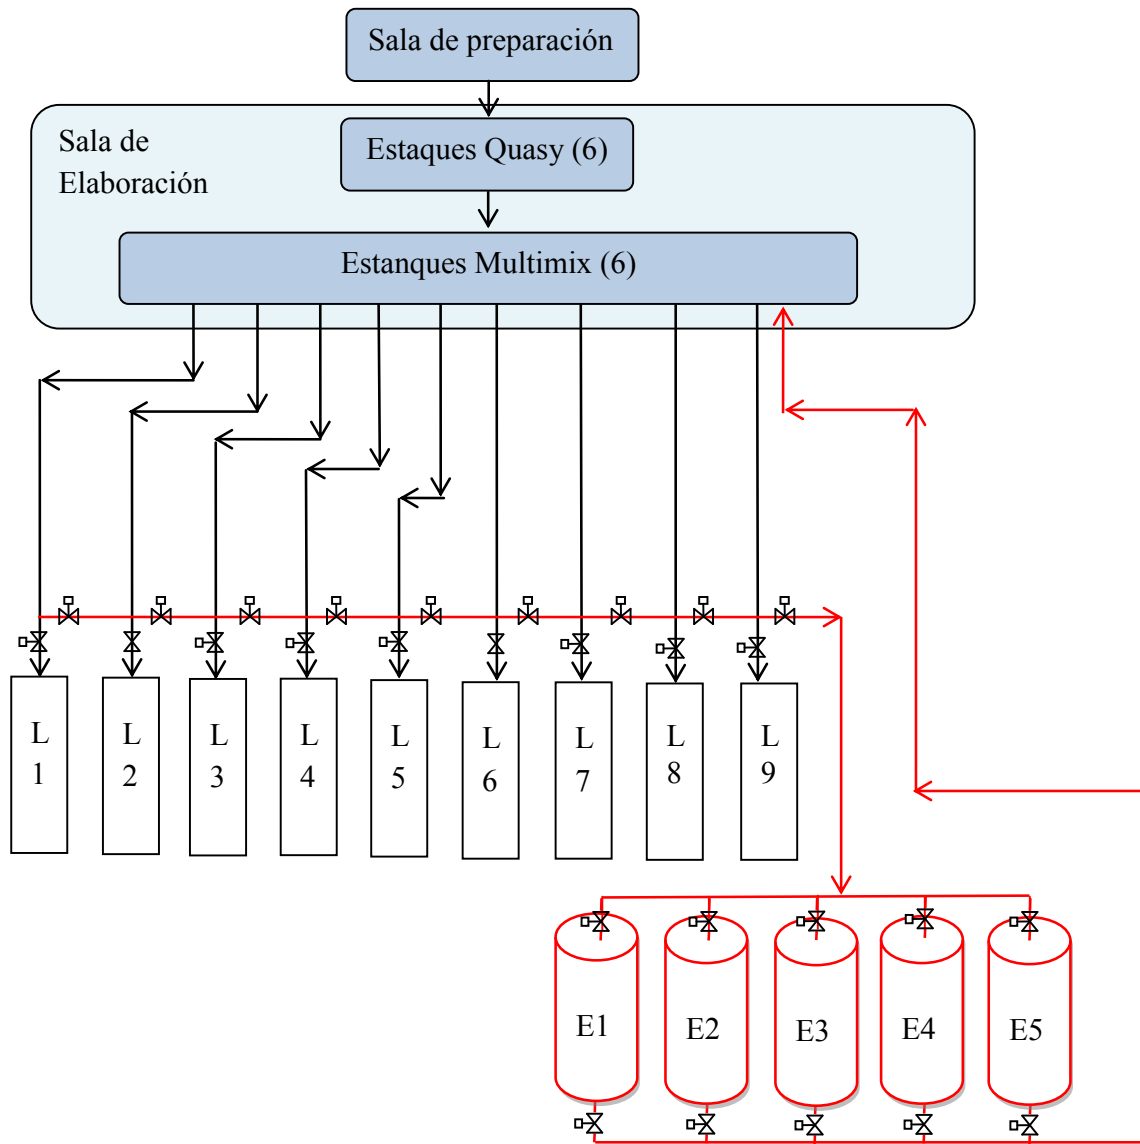 Sala de preparación
Sala de
Elaboración
Estaques Quasy (6)
Estanques Multimix (6)
L
1
L
2
L
3
L
4
L
5
L
6
L
7
L
8
L
9
E1
E2
E3
E4
E5